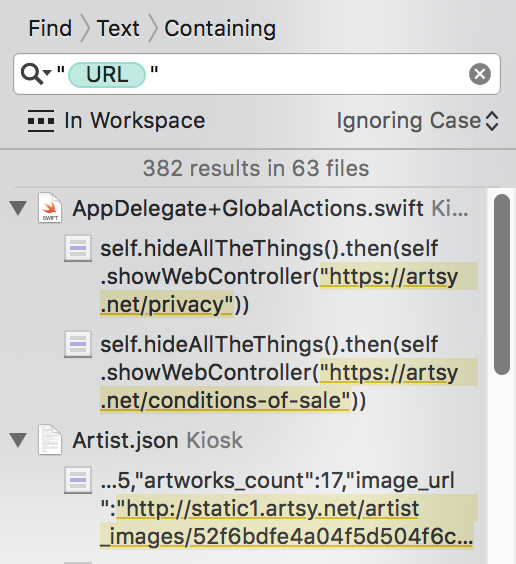 Find 〉 Text 〉 Containing
" URL "
In Workspace Ignoring Case
382 results in 63 files
AppDelegate+GlobalActions.swift Ki...
self.hideAllTheThings().then(self
.showWebController("https://artsy
.net/privacy"))
self.hideAllTheThings().then(self
.showWebController("https://artsy
.net/conditions-of-sale"))
Artist.json Kiosk
...5,"artworks_count":17,"image_url
":"http://static1.artsy.net/artist
_images/52f6bdfe4a04f5d504f6c...